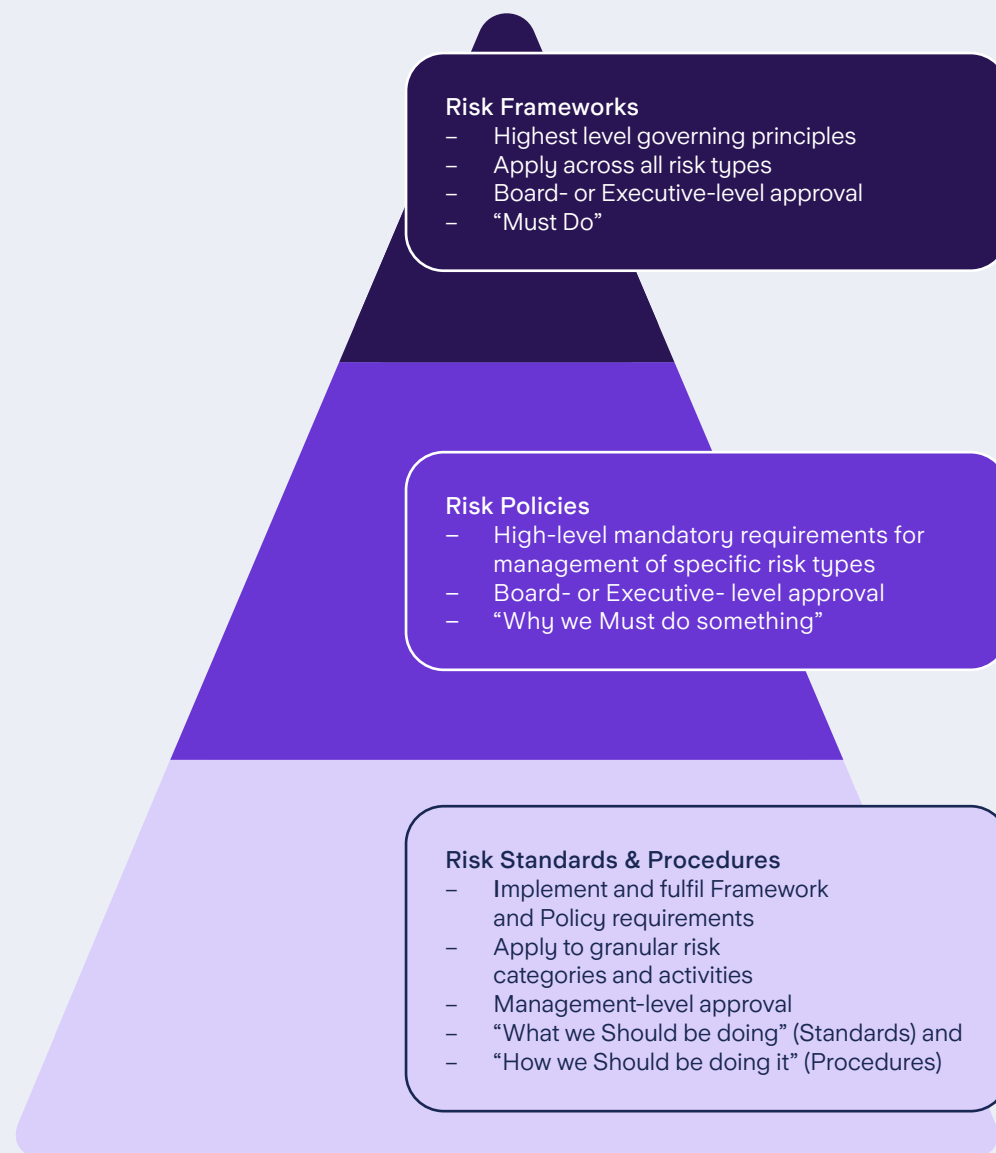 Risk Frameworks
– Highest level governing principles
– Apply across all risk types
– Board- or Executive-level approval
– “Must Do”
Risk Policies
– High-level mandatory requirements for
management of specific risk types
– Board- or Executive- level approval
– “Why we Must do something”
Risk Standards & Procedures
– Implement and fulfil Framework
and Policy requirements
– Apply to granular risk
categories and activities
– Management-level approval
– “What we Should be doing” (Standards) and
– “How we Should be doing it” (Procedures)